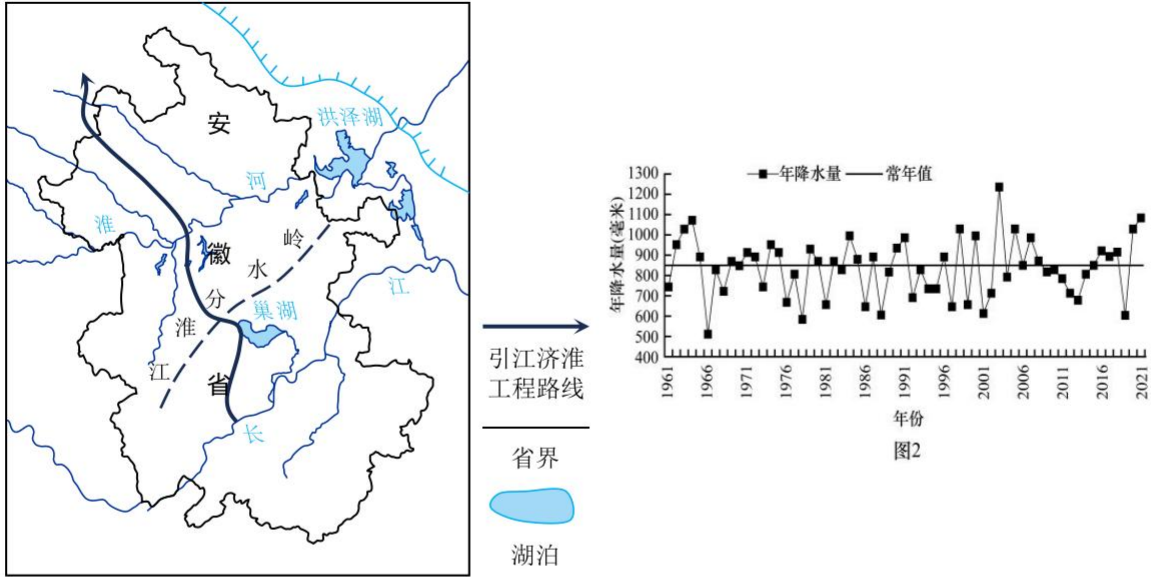 安
徽
省
洪泽湖
淮
河
江
淮
分
水
岭
巢湖
长
江
引江济淮
工程路线
省界
湖泊
年降水量
常年值
年降水量(毫米)
1300
1200
1100
1000
900
800
700
600
500
400
1961
1966
1971
1976
1981
1986
1991
1996
2001
2006
2011
2016
2021
年份
图2